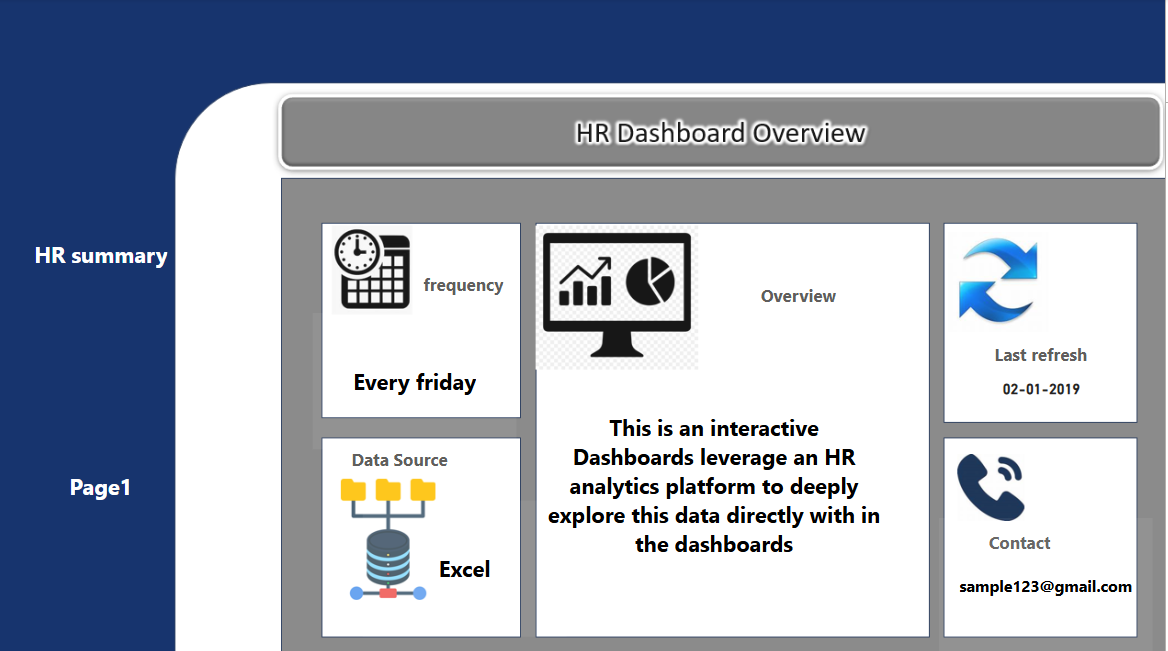 HR Dashboard Overview
HR summary
Page1
frequency
Every friday
Data Source
Excel
Overview
This is an interactive
Dashboards leverage an HR
analytics platform to deeply
explore this data directly with in
the dashboards
Last refresh
02-01-2019
Contact
sample123@gmail.com